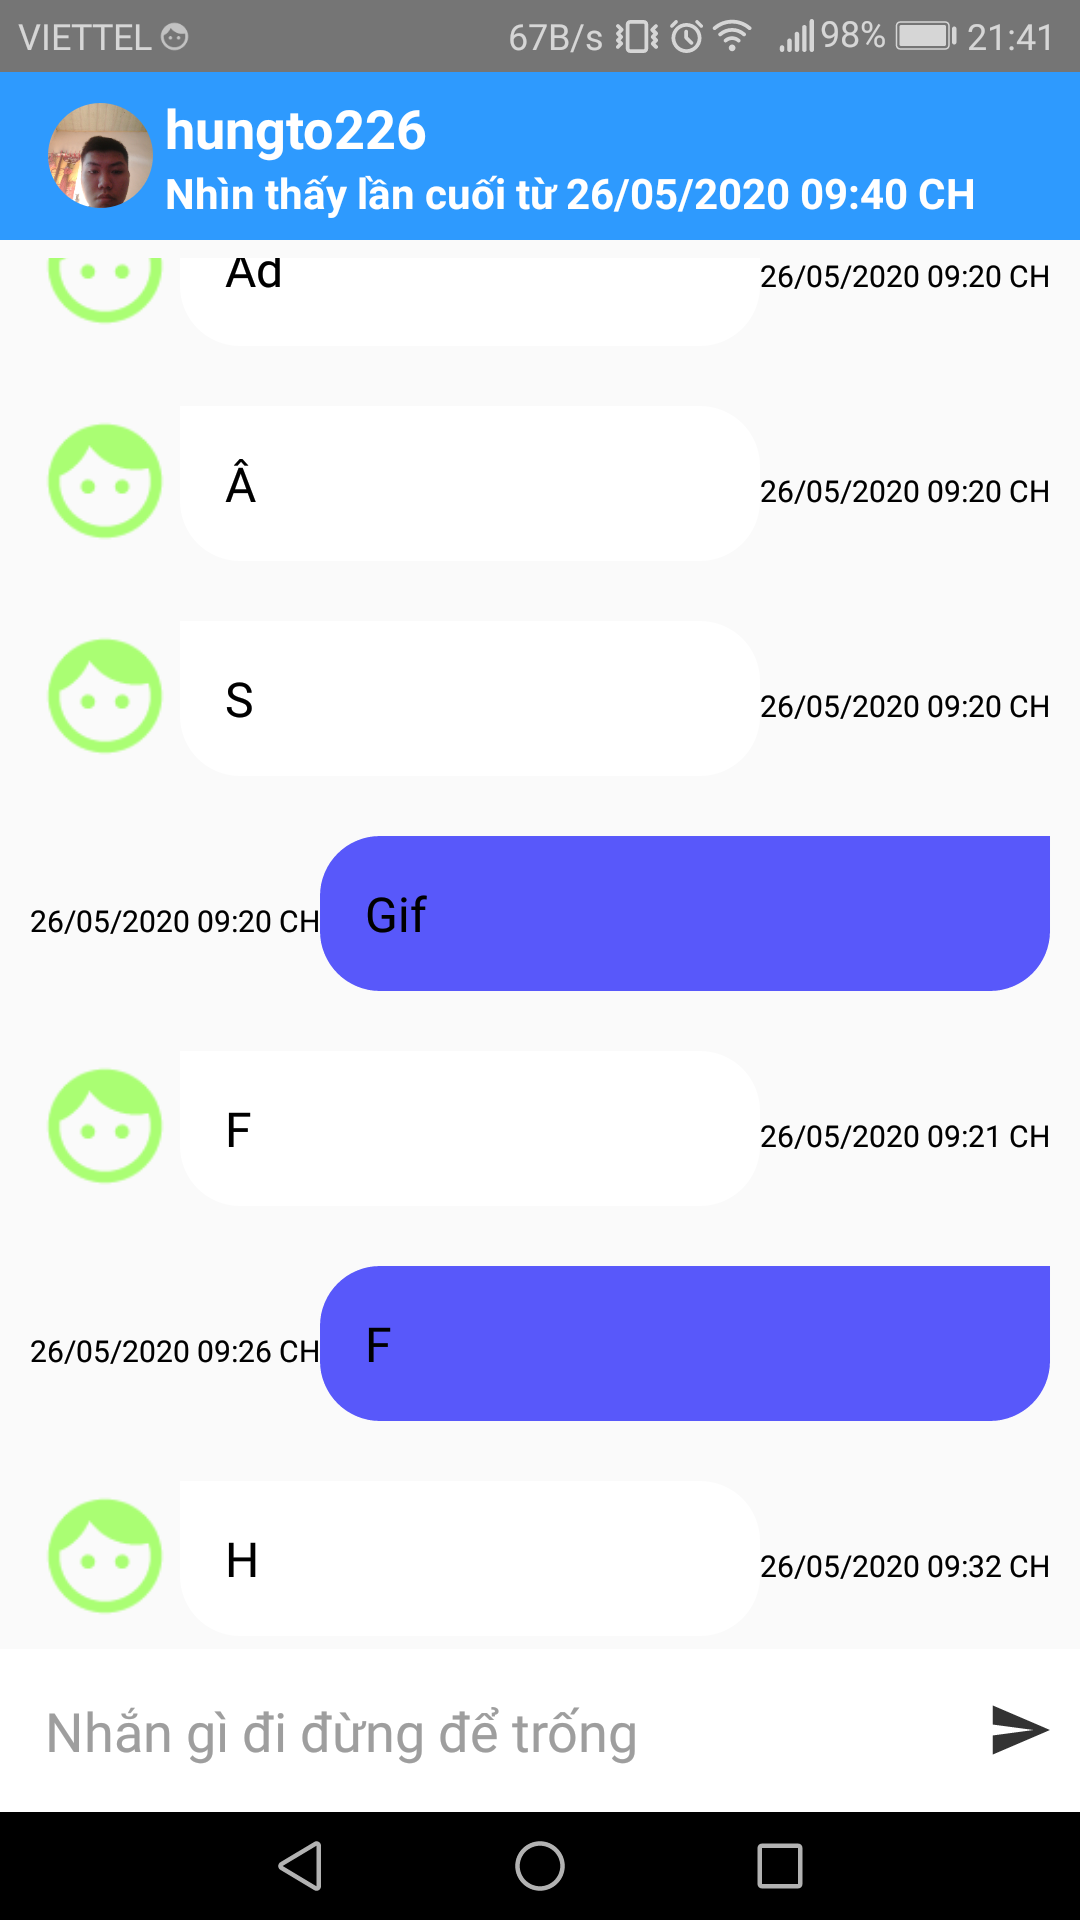 VIETTEL 67B/s 98% 21:41
hungto226
Nhìn thấy lần cuối từ 26/05/2020 09:40 CH
Ad 26/05/2020 09:20 CH
Â 26/05/2020 09:20 CH
S 26/05/2020 09:20 CH
26/05/2020 09:20 CH Gif
F 26/05/2020 09:21 CH
26/05/2020 09:26 CH F
H 26/05/2020 09:32 CH
Nhắn gì đi đừng để trống